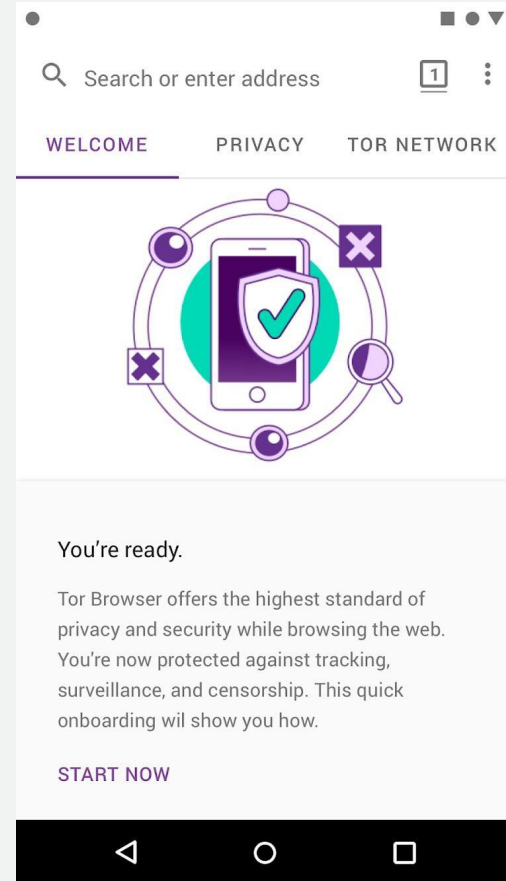 Search or enter address
1
WELCOME
PRIVACY
TOR NETWORK
You're ready.
Tor Browser offers the highest standard of
privacy and security while browsing the web.
You're now protected against tracking,
surveillance, and censorship. This quick
onboarding wil show you how.
START NOW